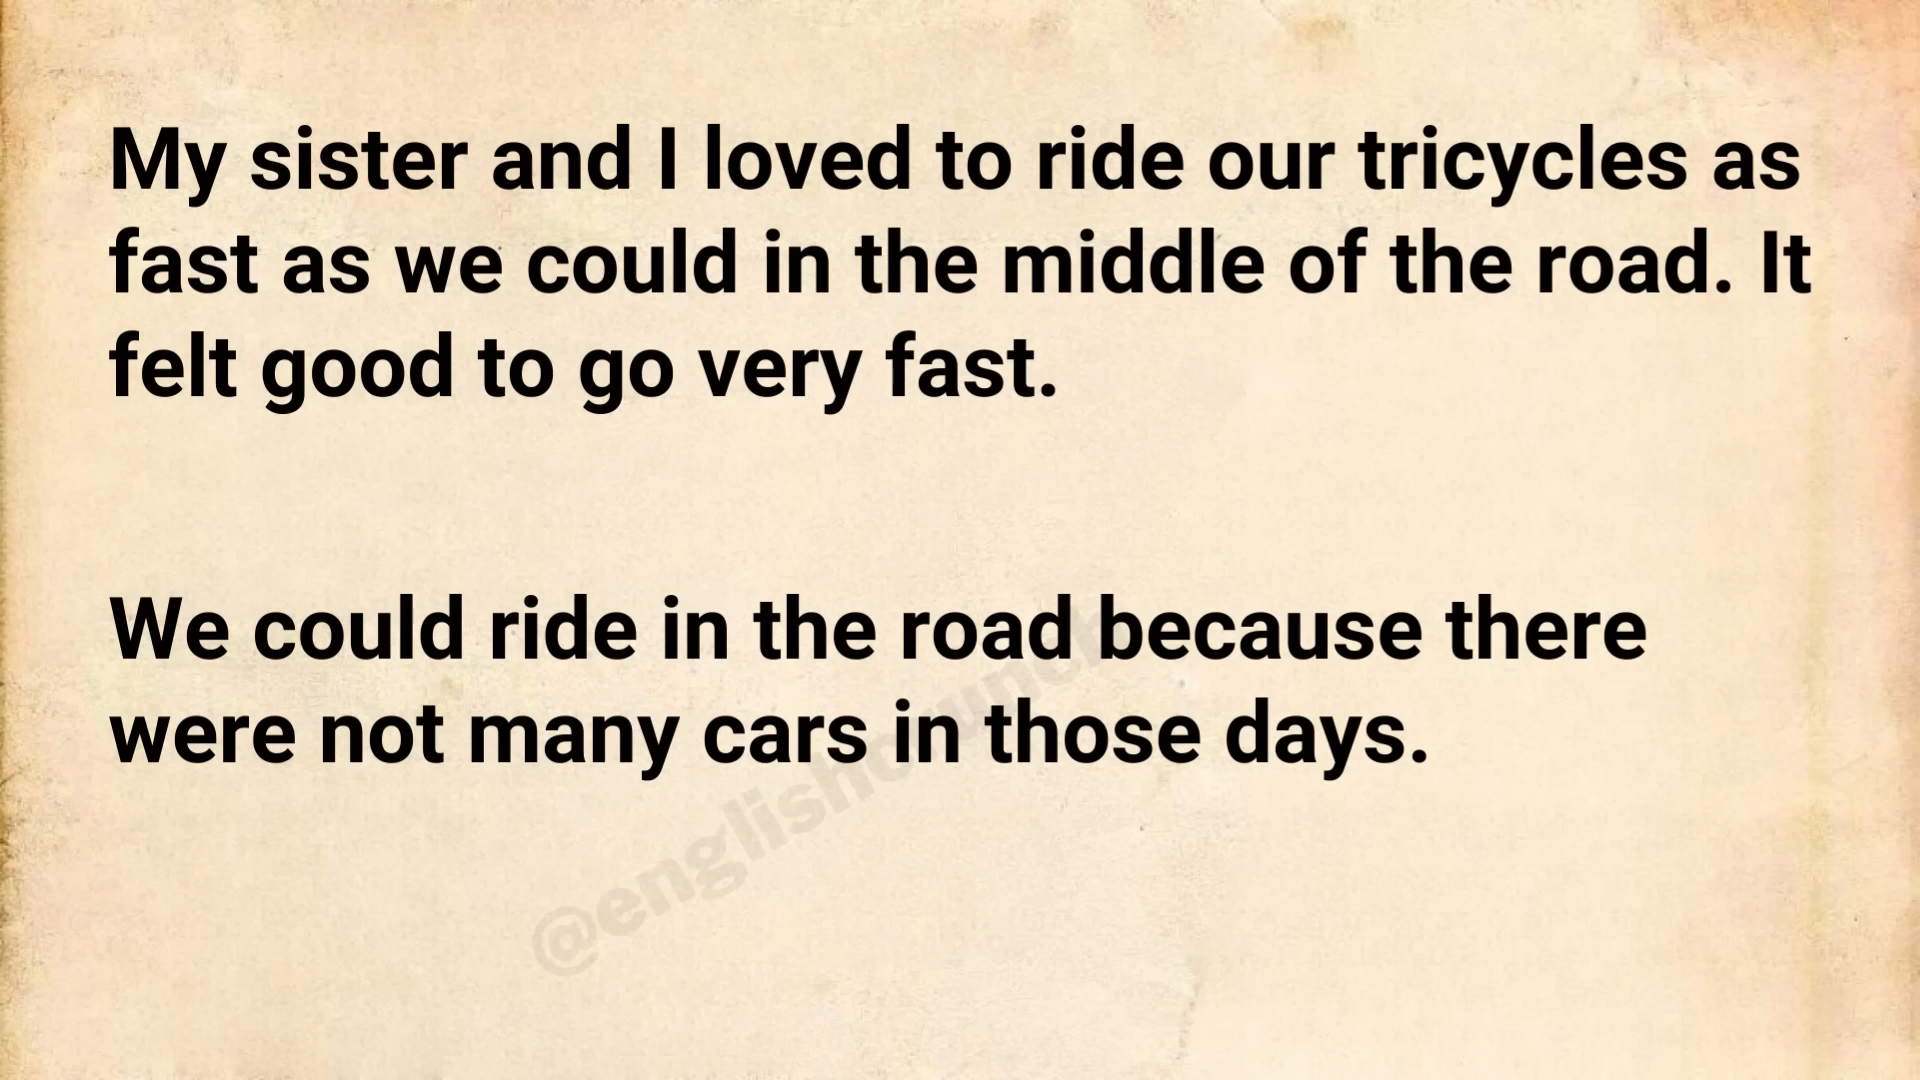 My sister and I loved to ride our tricycles as
fast as we could in the middle of the road. It
felt good to go very fast.
We could ride in the road because there
were not many cars in those days.